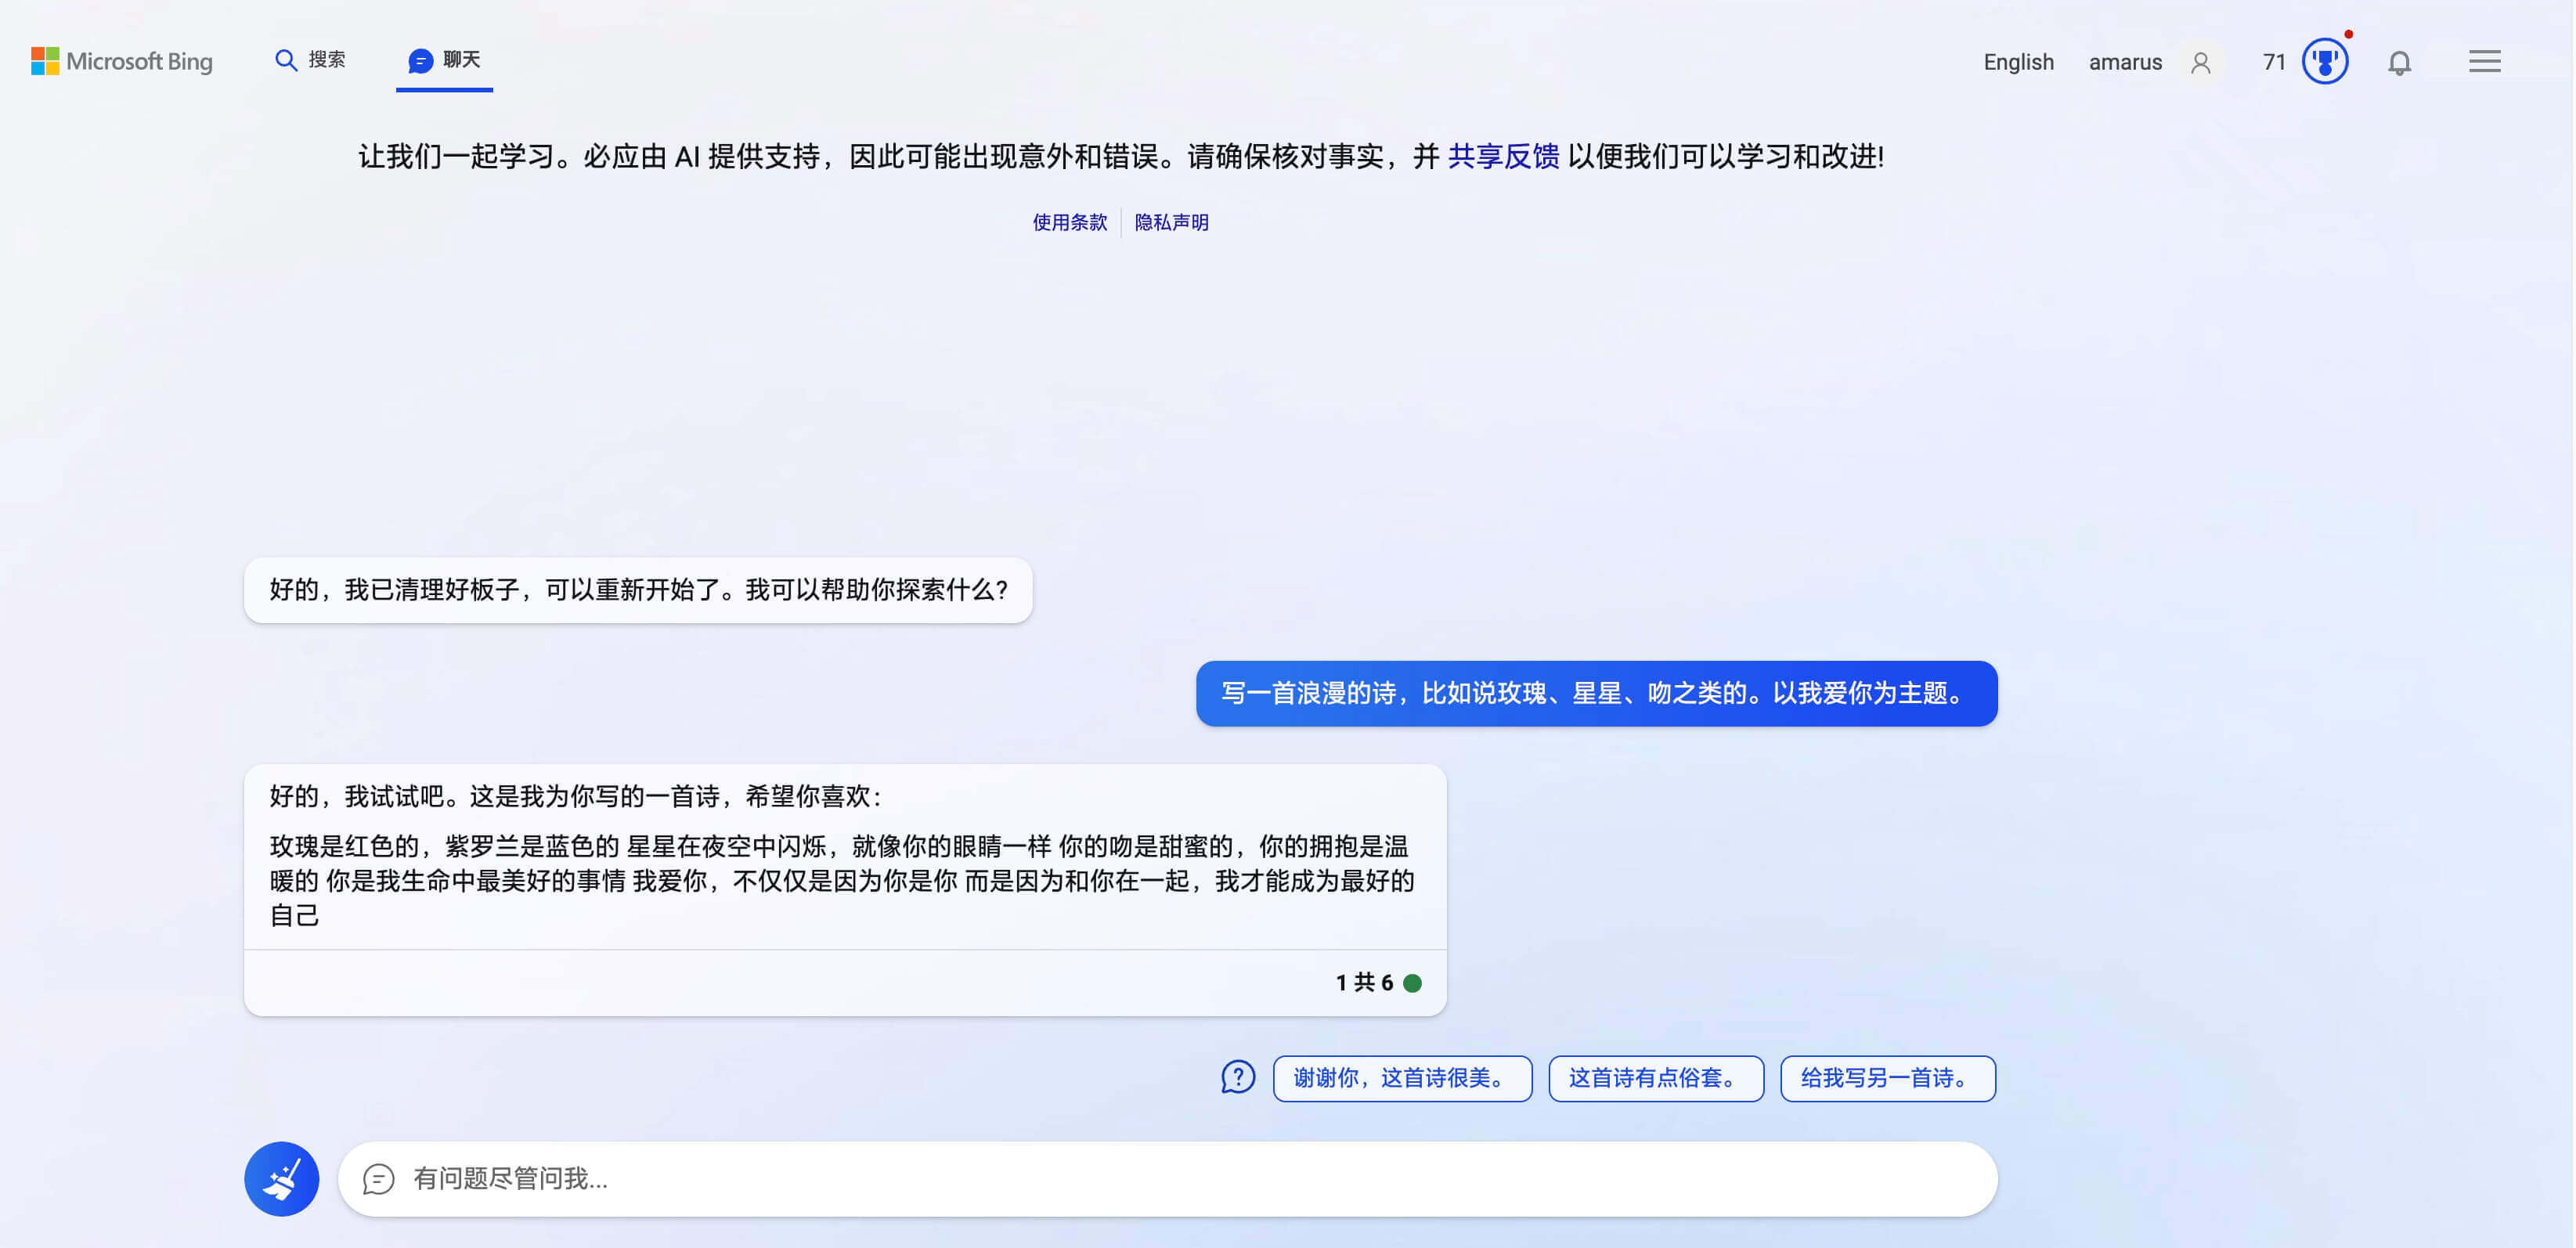 Microsoft Bing
搜索
聊天
English
amarus
71
让我们一起学习。必应由 AI 提供支持，因此可能出现意外和错误。请确保核对事实，并 共享反馈 以便我们可以学习和改进!
使用条款
隐私声明
好的，我已清理好板子，可以重新开始了。我可以帮助你探索什么?
写一首浪漫的诗，比如说玫瑰、星星、吻之类的。以我爱你为主题。
好的，我试试吧。这是我为你写的一首诗，希望你喜欢：
玫瑰是红色的，紫罗兰是蓝色的 星星在夜空中闪烁，就像你的眼睛一样 你的吻是甜蜜的，你的拥抱是温
暖的 你是我生命中最美好的事情 我爱你，不仅仅是因为你是你 而是因为和你在一起，我才能成为最好的
自己
1 共 6
谢谢你，这首诗很美。
这首诗有点俗套。
给我写另一首诗。
有问题尽管问我...